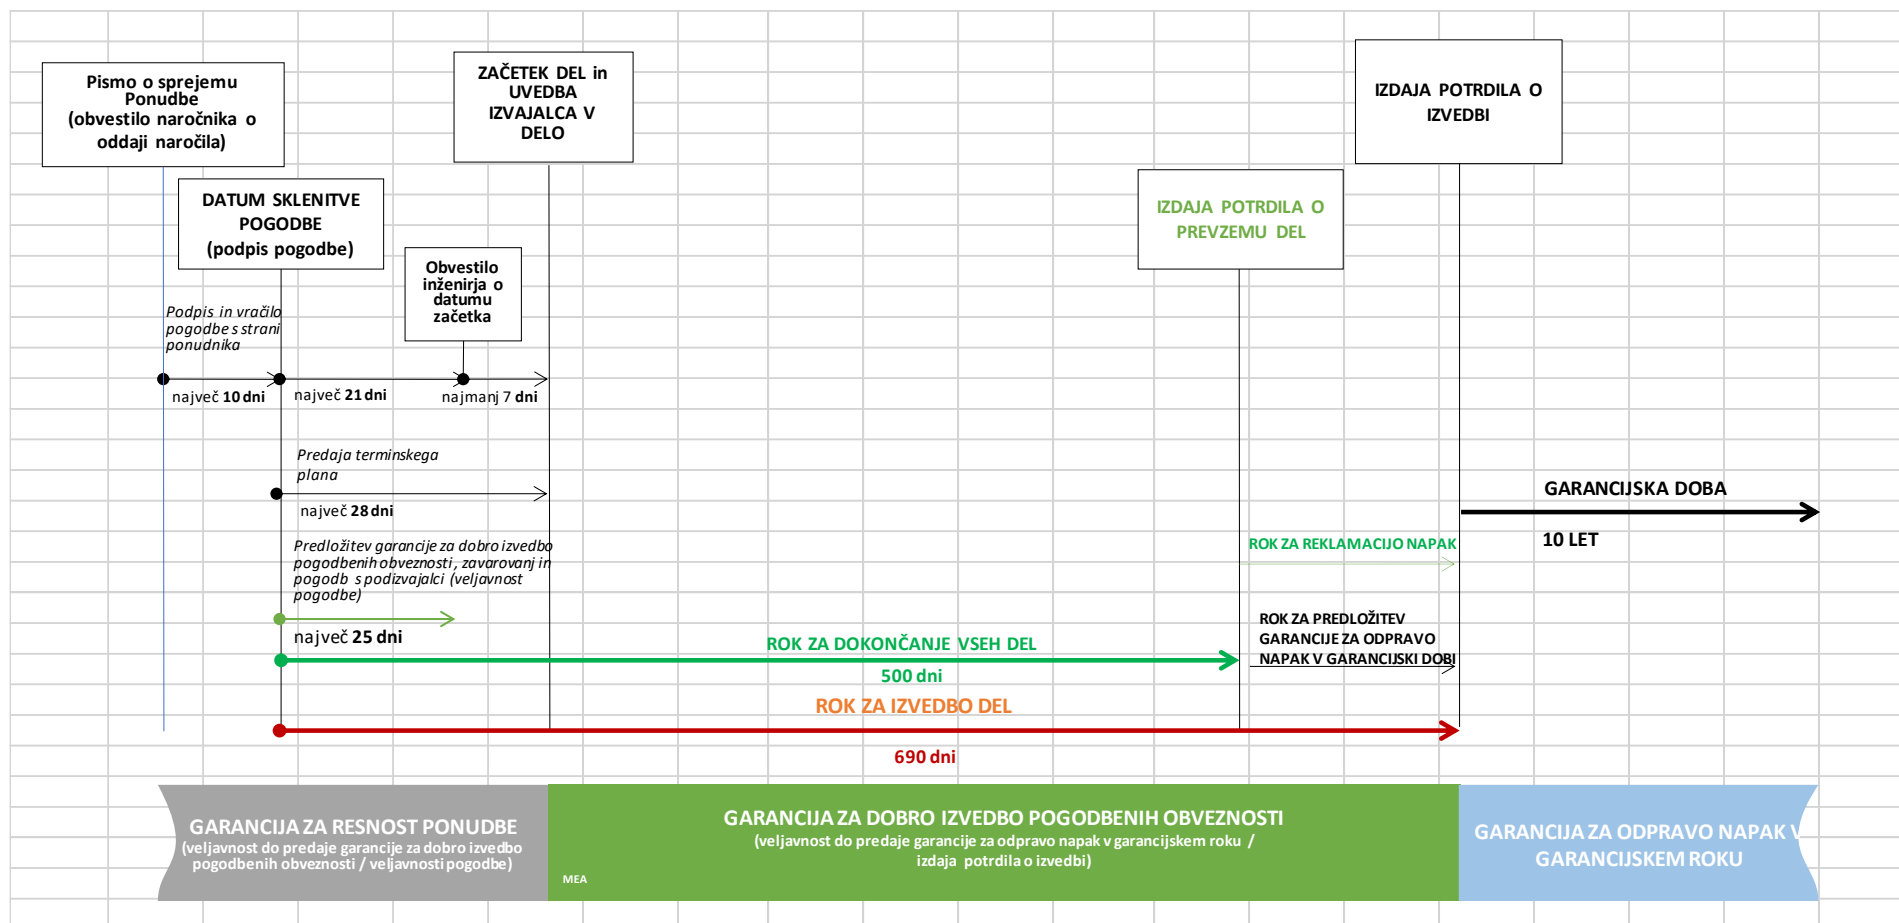 Pismo o sprejemu
Ponudbe
(obvestilo naročnika o
oddaji naročila)
ZAČETEK DEL in
UVEDBA
IZVAJALCA V
DELO
IZDAJA POTRDILA O
IZVEDBI
DATUM SKLENITVE
POGODBE
(podpis pogodbe)
IZDAJA POTRDILA O
PREVZEMU DEL
Obvestilo
inženirja o
datumu
začetka
Podpis in vračilo
pogodbe s strani
ponudnika
največ 10 dni
največ 21 dni
najmanj 7 dni
Predaja terminskega
plana
največ 28 dni
GARANCIJSKA DOBA
10 LET
Predložitev garancije za dobro izvedbo
pogodbenih obveznosti, zavarovanj in
pogodb s podizvajalci (veljavnost
pogodbe)
največ 25 dni
ROK ZA REKLAMACIJO NAPAK
ROK ZA PREDLOŽITEV
GARANCIJE ZA ODPRAVO
NAPAK V GARANCIJSKI DOBI
ROK ZA DOKONČANJE VSEH DEL
500 dni
ROK ZA IZVEDBO DEL
690 dni
GARANCIJA ZA RESNOST PONUDBE
(veljavnost do predaje garancije za dobro izvedbo
pogodbenih obveznosti / veljavnosti pogodbe)
GARANCIJA ZA DOBRO IZVEDBO POGODBENIH OBVEZNOSTI
(veljavnost do predaje garancije za odpravo napak v garancijskem roku /
izdaja potrdila o izvedbi)
MEA
GARANCIJA ZA ODPRAVO NAPAK V
GARANCIJSKEM ROKU